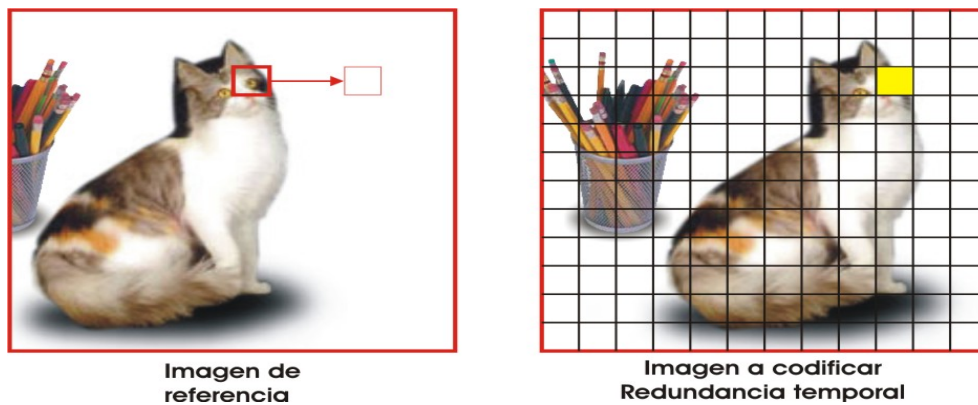 Imagen de
referencia
Imagen a codificar
Redundancia temporal